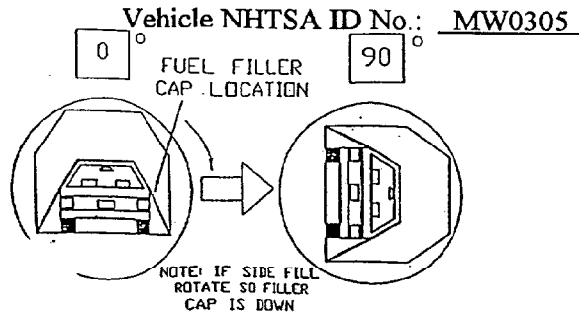 Vehicle NHTSA ID No.: MW0305
0 °
90 °
FUEL FILLER
CAP LOCATION
NOTE: IF SIDE FILL
ROTATE SO FILLER
CAP IS DOWN